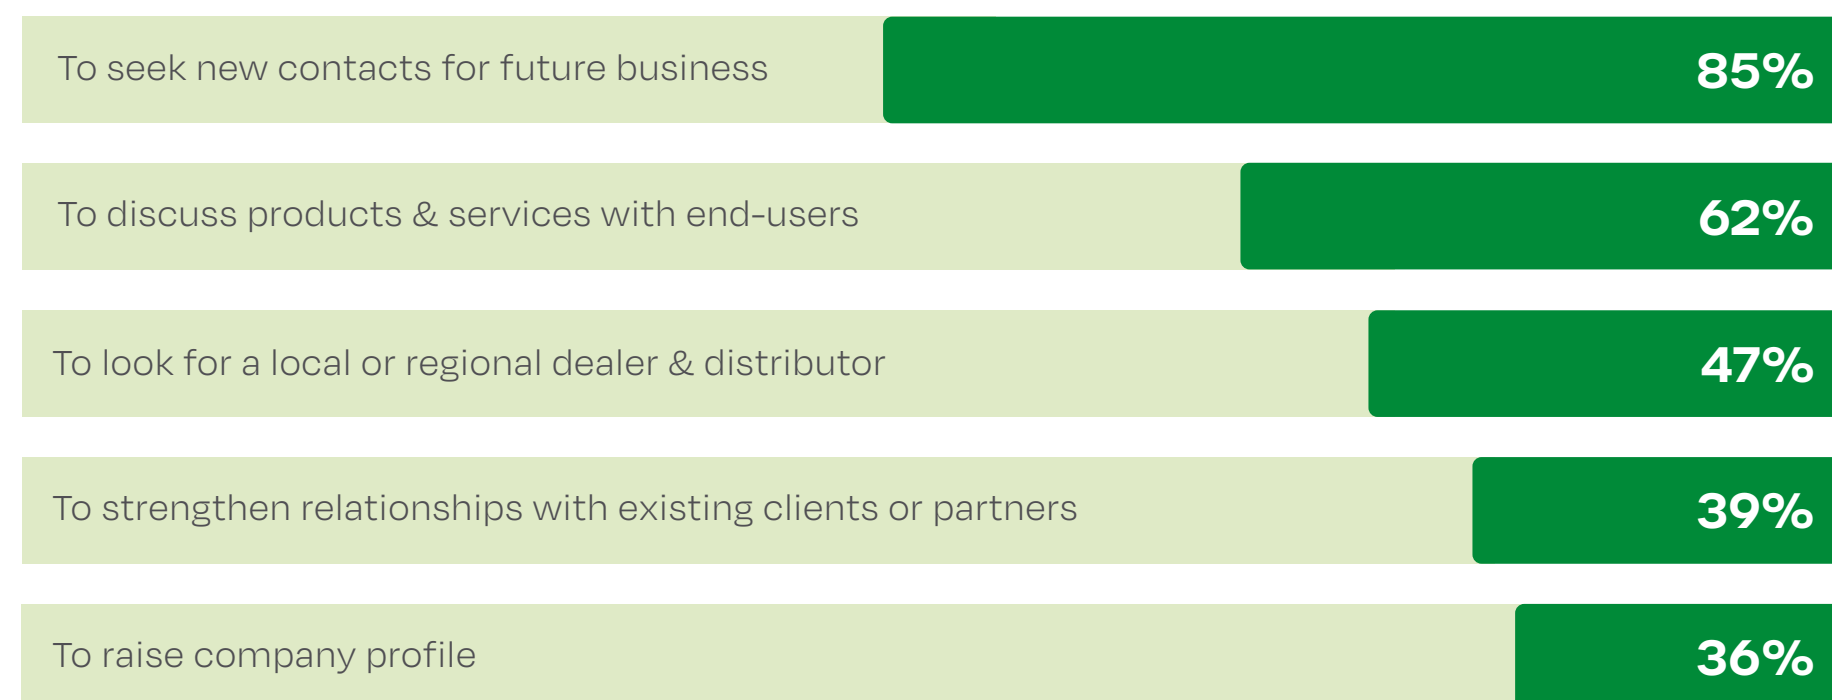 To seek new contacts for future business 85%
To discuss products & services with end-users 62%
To look for a local or regional dealer & distributor 47%
To strengthen relationships with existing clients or partners 39%
To raise company profile 36%